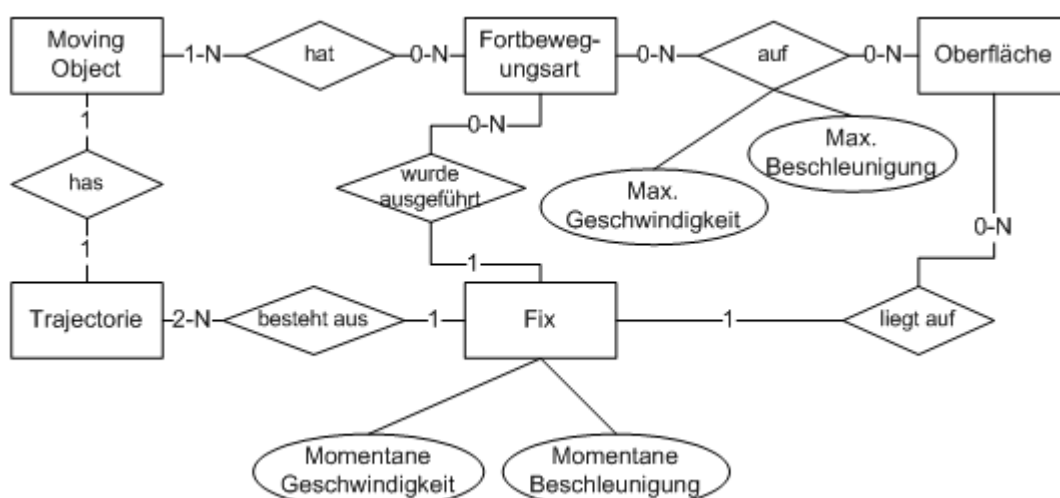 Moving
Object
1-N
hat
0-N
Fortbeweg-
ungsart
0-N
auf
0-N
Oberfläche
1
0-N
Max.
Beschleunigung
has
wurde
ausgeführt
Max.
Geschwindigkeit
0-N
1
1
Trajectorie
2-N
besteht aus
1
Fix
1
liegt auf
Momentane
Geschwindigkeit
Momentane
Beschleunigung